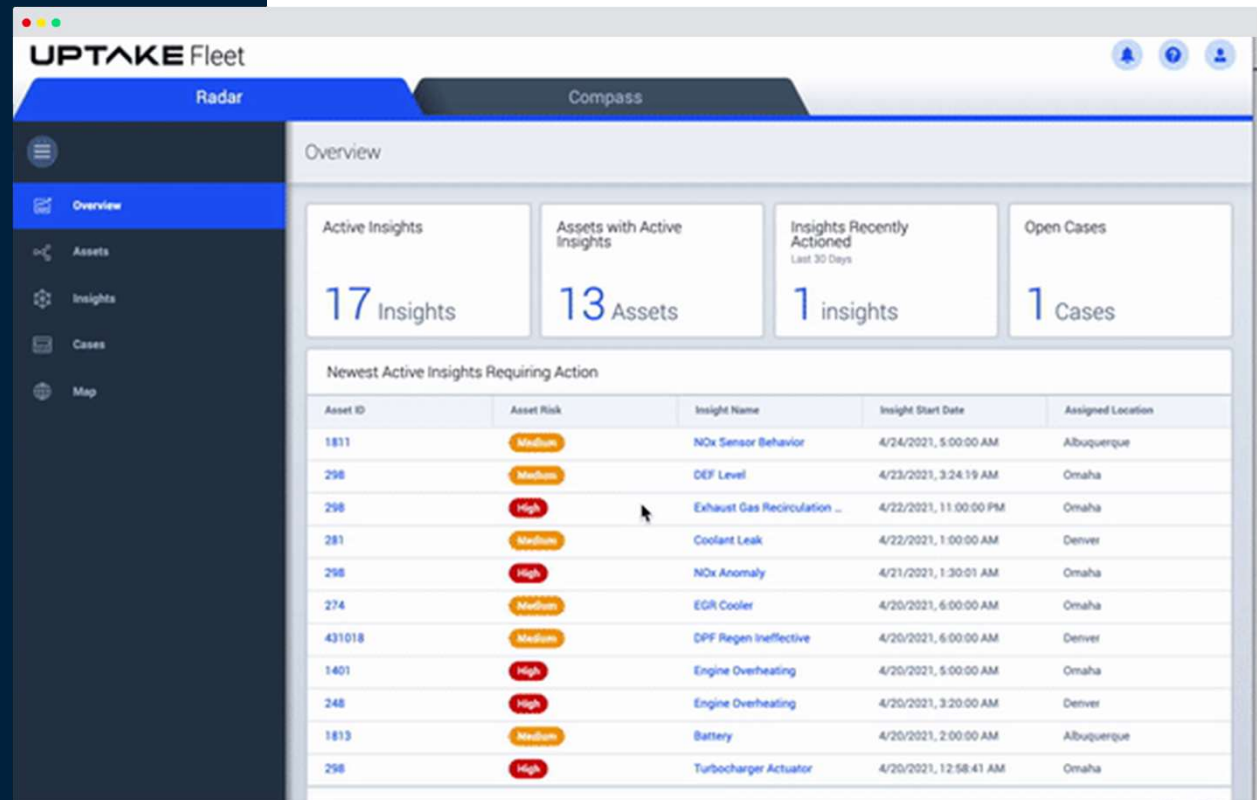 UPTAKE Fleet
Radar
Compass
Overview
Overview
Assets
Insights
Cases
Map
Active Insights
17 Insights
Assets with Active
Insights
13 Assets
Insights Recently
Actioned
Last 30 Days
1 insights
Open Cases
1 Cases
Newest Active Insights Requiring Action
Asset ID Asset Risk Insight Name Insight Start Date Assigned Location
1811 Medium NOx Sensor Behavior 4/24/2021, 5:00:00 AM Albuquerque
298 Medium DEF Level 4/23/2021, 3:24:19 AM Omaha
298 High Exhaust Gas Recirculation ... 4/22/2021, 11:00:00 PM Omaha
281 Medium Coolant Leak 4/22/2021, 1:00:00 AM Denver
298 High NOx Anomaly 4/21/2021, 1:30:01 AM Omaha
274 Medium EGR Cooler 4/20/2021, 6:00:00 AM Omaha
431018 Medium DPF Regen Ineffective 4/20/2021, 6:00:00 AM Denver
1401 High Engine Overheating 4/20/2021, 5:00:00 AM Omaha
248 High Engine Overheating 4/20/2021, 3:20:00 AM Denver
1813 Medium Battery 4/20/2021, 2:00:00 AM Albuquerque
298 High Turbocharger Actuator 4/20/2021, 12:58:41 AM Omaha